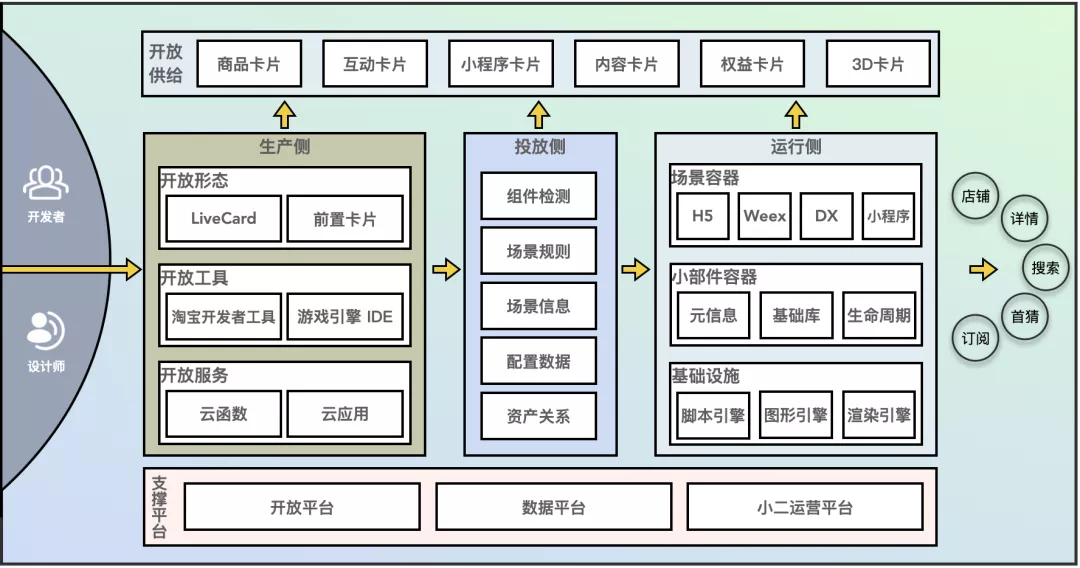 开放
供给
商品卡片
互动卡片
小程序卡片
内容卡片
权益卡片
3D卡片
开发者
设计师
生产侧
开放形态
LiveCard
前置卡片
开放工具
淘宝开发者工具
游戏引擎 IDE
开放服务
云函数
云应用
投放侧
组件检测
场景规则
场景信息
配置数据
资产关系
运行侧
场景容器
H5
Weex
DX
小程序
小部件容器
元信息
基础库
生命周期
基础设施
脚本引擎
图形引擎
渲染引擎
店铺
详情
搜索
首猜
订阅
支撑平台
开放平台
数据平台
小二运营平台